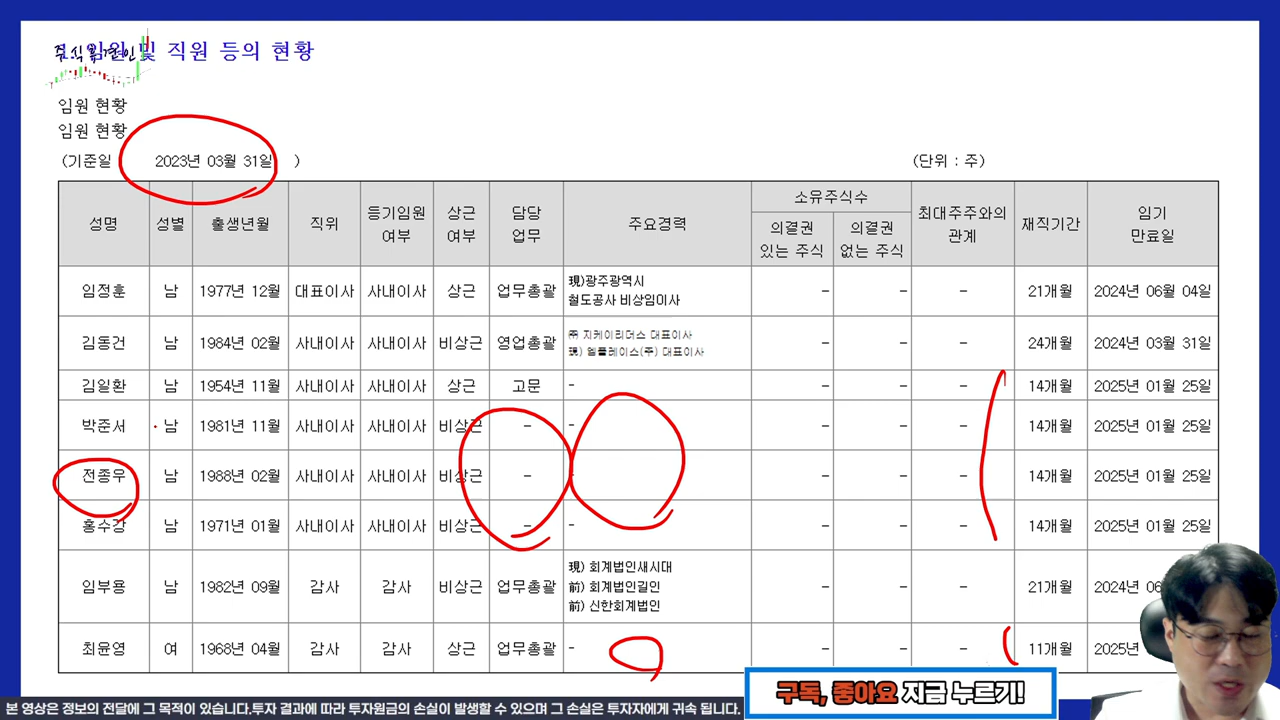 주식왕건인
임원 및 직원 등의 현황
임원 현황
임원 현황
(기준일 2023년 03월 31일 ) (단위 : 주)
성명 성별 출생년월 직위 등기임원 여부 상근 여부 담당 업무 주요경력 소유주식수 최대주주와의 관계 재직기간 임기 만료일
의결권 있는 주식 의결권 없는 주식
임정훈 남 1977년 12월 대표이사 사내이사 상근 업무총괄 現)광주광역시 철도공사 비상임이사 - - - 21개월 2024년 06월 04일
김동건 남 1984년 02월 사내이사 사내이사 비상근 영업총괄 前) 지케이리더스 대표이사 現) 엠플레이스(주) 대표이사 - - - 24개월 2024년 03월 31일
김일환 남 1954년 11월 사내이사 사내이사 상근 고문 - - - - 14개월 2025년 01월 25일
박준서 남 1981년 11월 사내이사 사내이사 비상근 - - - - - 14개월 2025년 01월 25일
전종우 남 1988년 02월 사내이사 사내이사 비상근 - - - - 14개월 2025년 01월 25일
홍수강 남 1971년 01월 사내이사 사내이사 비상근 - - - - - 14개월 2025년 01월 25일
임부용 남 1982년 09월 감사 감사 비상근 업무총괄 現) 회계법인새시대 前) 회계법인길인 前) 신한회계법인 - - - 21개월 2024년 06
최윤영 여 1968년 04월 감사 감사 상근 업무총괄 - - - - 11개월 2025년
구독, 좋아요 지금 누르기!
본 영상은 정보의 전달에 그 목적이 있습니다.투자 결과에 따라 투자원금의 손실이 발생할 수 있으며 그 손실은 투자자에게 귀속 됩니다.